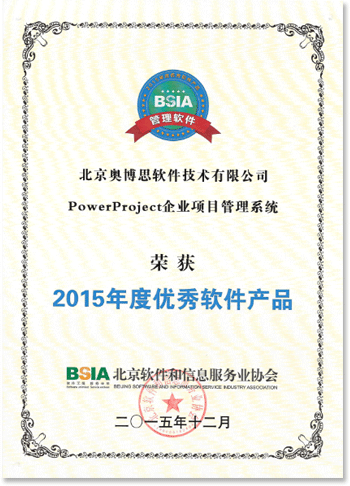 BSIA
管理软件
北京奥博思软件技术有限公司
PowerProject企业项目管理系统
荣获
2015年度优秀软件产品
BSIA 北京软件和信息服务业协会
BEIJING SOFTWARE AND INFORMATION SERVICE INDUSTRY ASSOCIATION
二〇一五年十二月